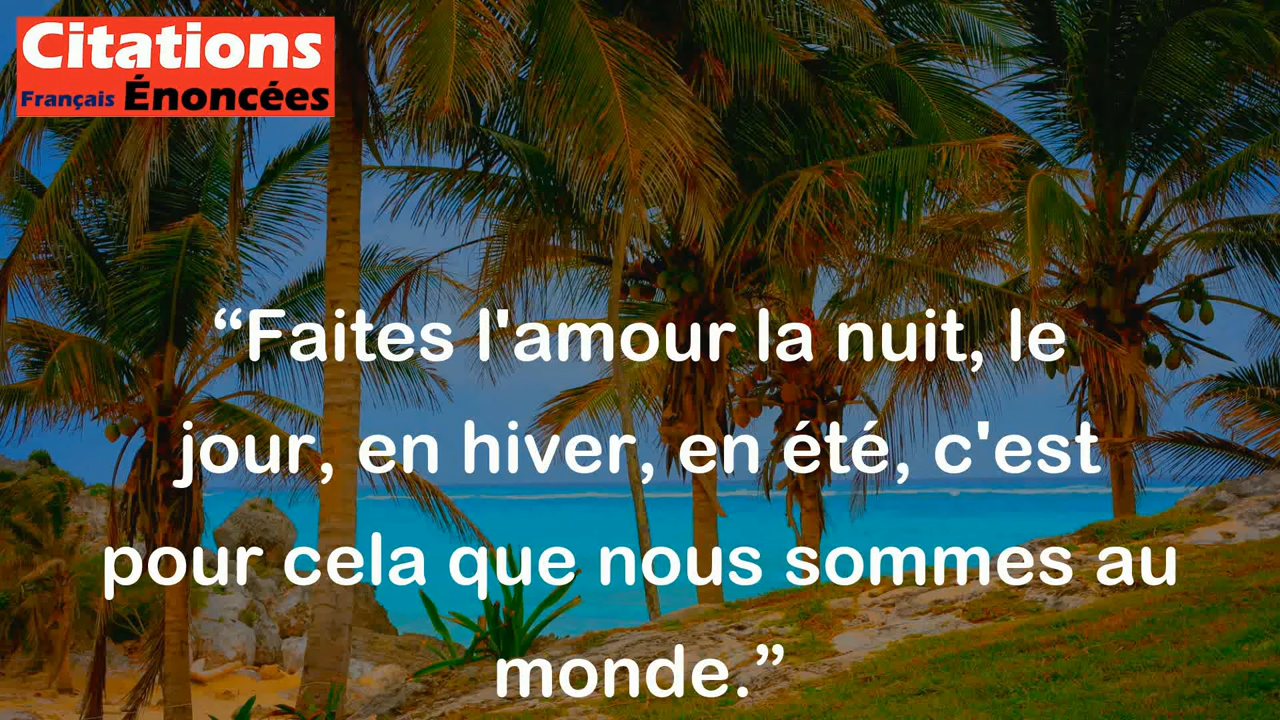 Citations
Français Énoncées
“Faites l'amour la nuit, le
jour, en hiver, en été, c'est
pour cela que nous sommes au
monde.”